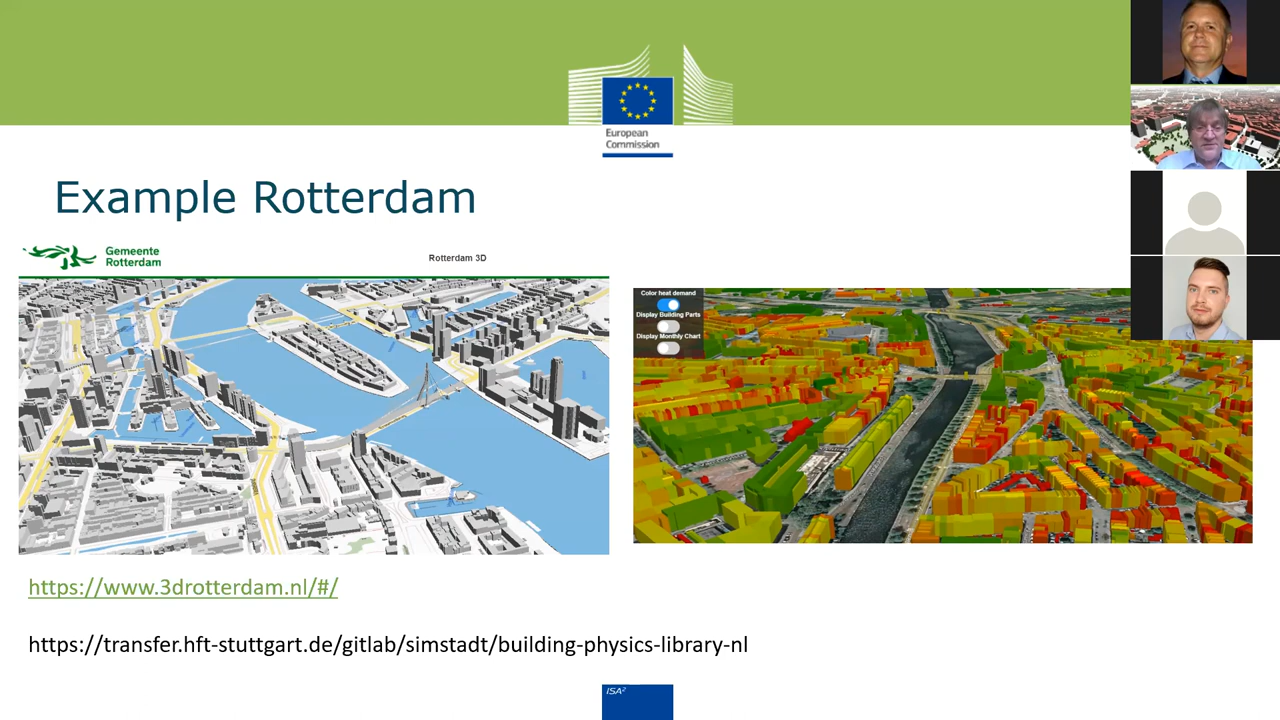 European
Commission
Example Rotterdam
Gemeente
Rotterdam
Rotterdam 3D
Color heat demand
Display Building Parts
Display Monthly Chart
https://www.3drotterdam.nl/#/
https://transfer.hft-stuttgart.de/gitlab/simstadt/building-physics-library-nl
ISA²